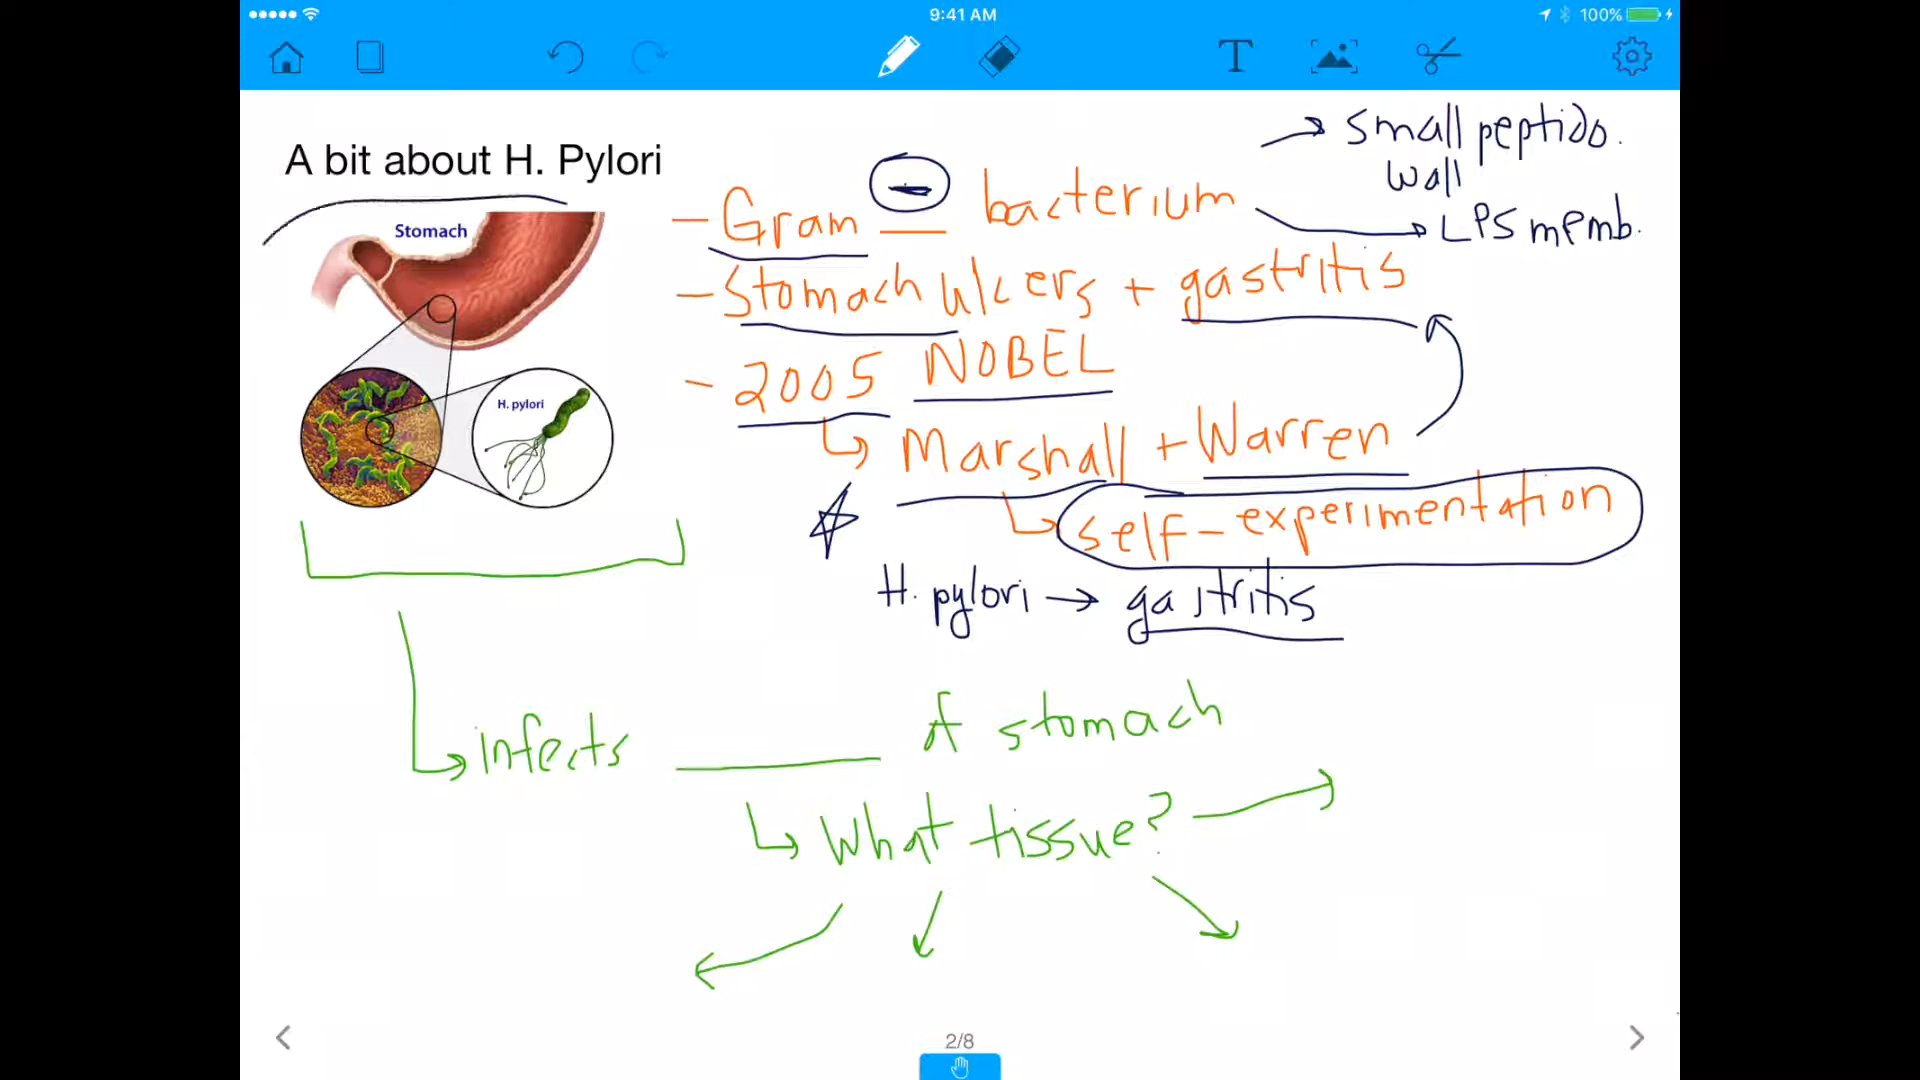 9:41 AM
100%
T
A bit about H. Pylori
Stomach
H. pylori
- Gram - bacterium
→ small peptido.
wall
→ LPS memb.
- Stomach ulcers + gastritis
- 2005 NOBEL
↳ Marshall + Warren
↳ self-experimentation
H. pylori → gastritis
↳ infects ______ of stomach
↳ What tissue? →
2/8